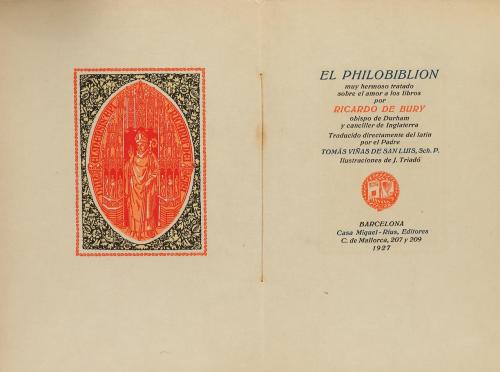 EL PHILOBIBLION
muy hermoso tratado
sobre el amor a los libros
por
RICARDO DE BURY
obispo de Durham
y canciller de Inglaterra
Traducido directamente del latín
por el Padre
TOMÁS VIÑAS DE SAN LUIS, Sch. P.
Ilustraciones de J. Triadó
BARCELONA
Casa Miquel-Rius, Editores
C. de Mallorca, 207 y 209
1927